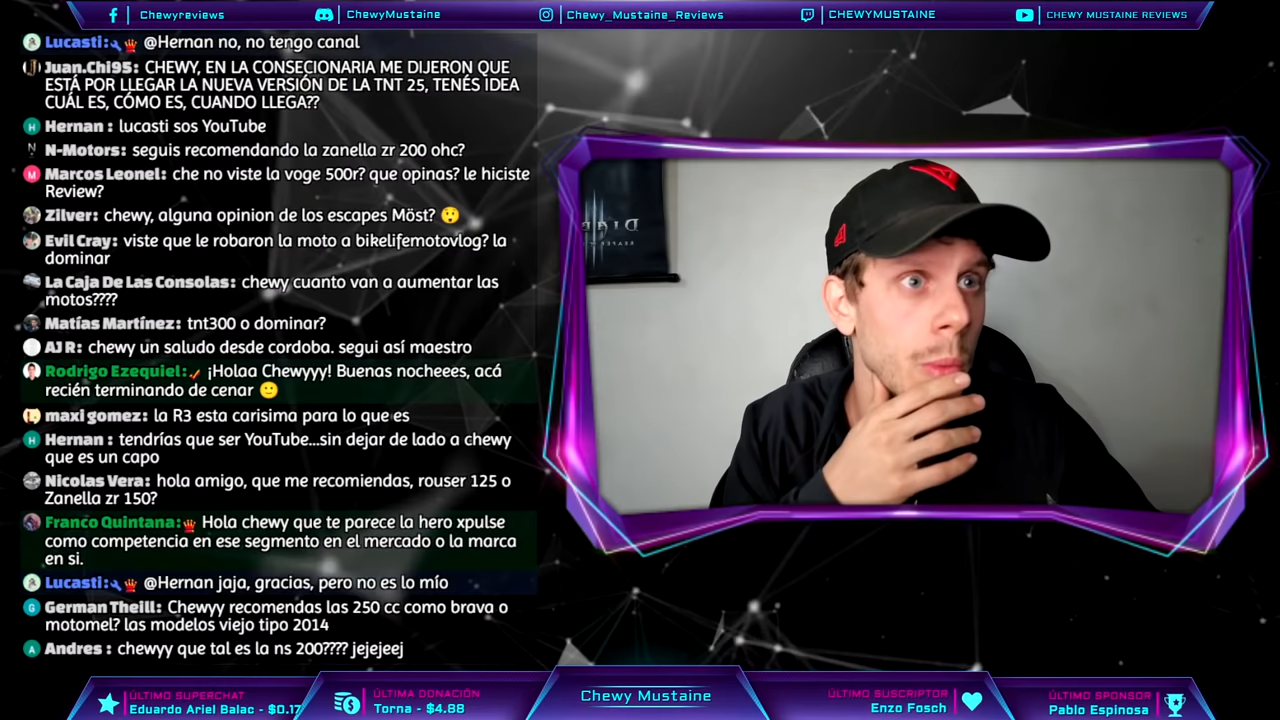 Chewyreviews
ChewyMustaine
Chewy_Mustaine_Reviews
CHEWYMUSTAINE
CHEWY MUSTAINE REVIEWS
Lucasti: @Hernan no, no tengo canal
Juan.Chi95: CHEWY, EN LA CONSECIONARIA ME DIJERON QUE
ESTÁ POR LLEGAR LA NUEVA VERSIÓN DE LA TNT 25, TENÉS IDEA
CUÁL ES, CÓMO ES, CUANDO LLEGA??
H Hernan : lucasti sos YouTube
N N-Motors: seguis recomendando la zanella zr 200 ohc?
M Marcos Leonel: che no viste la voge 500r? que opinas? le hiciste
Review?
Zilver: chewy, alguna opinion de los escapes Möst? 😲
Evil Cray: viste que le robaron la moto a bikelifemotovlog? la
dominar
La Caja De Las Consolas: chewy cuanto van a aumentar las
motos????
Matías Martínez: tnt300 o dominar?
AJ R: chewy un saludo desde cordoba. segui así maestro
Rodrigo Ezequiel: ¡Holaa Chewyyy! Buenas nocheees, acá
recién terminando de cenar 🙂
maxi gomez: la R3 esta carisima para lo que es
H Hernan : tendrías que ser YouTube...sin dejar de lado a chewy
que es un capo
Nicolas Vera: hola amigo, que me recomiendas, rouser 125 o
Zanella zr 150?
Franco Quintana: Hola chewy que te parece la hero xpulse
como competencia en ese segmento en el mercado o la marca
en si.
Lucasti: @Hernan jaja, gracias, pero no es lo mío
G German Theill: Chewyy recomendas las 250 cc como brava o
motomel? las modelos viejo tipo 2014
A Andres : chewyy que tal es la ns 200???? jejejeej
DIABLO
REAPER
ÚLTIMO SUPERCHAT
Eduardo Ariel Balac - $0.17
ÚLTIMA DONACIÓN
Torna - $4.88
Chewy Mustaine
ÚLTIMO SUSCRIPTOR
Enzo Fosch
ÚLTIMO SPONSOR
Pablo Espinosa